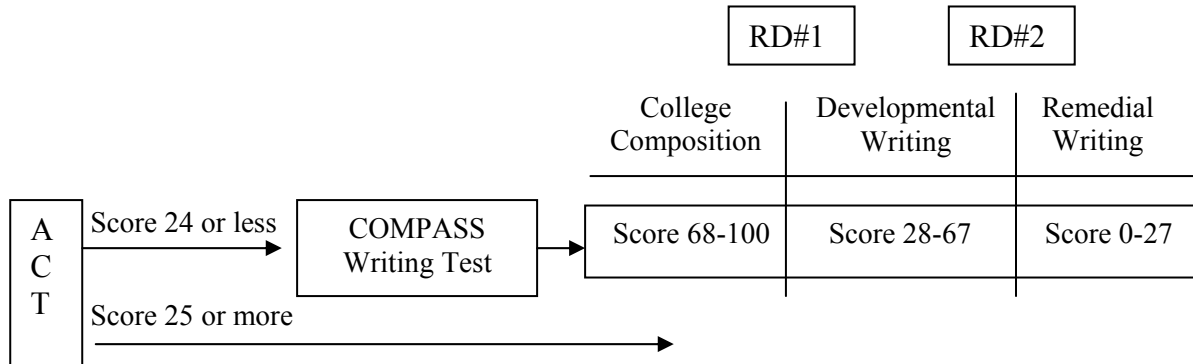 RD#1
RD#2
College
Composition
Developmental
Writing
Remedial
Writing
A
C
T
Score 24 or less
COMPASS
Writing Test
Score 68-100
Score 28-67
Score 0-27
Score 25 or more